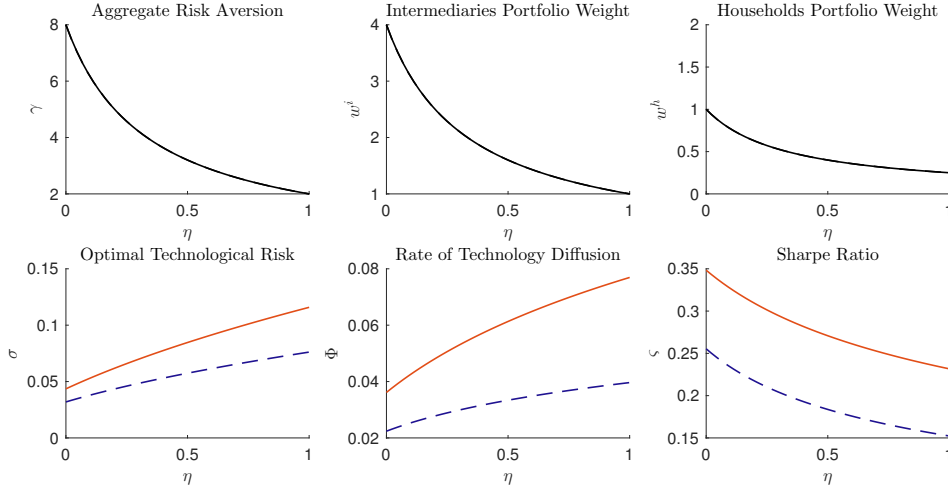 Aggregate Risk Aversion
8
6
4
2
γ
0 0.5 1
η
Intermediaries Portfolio Weight
4
3
2
1
w^i
0 0.5 1
η
Households Portfolio Weight
2
1.5
1
0.5
0
w^h
0 0.5 1
η
Optimal Technological Risk
0.15
0.1
0.05
0
σ
0 0.5 1
η
Rate of Technology Diffusion
0.08
0.06
0.04
0.02
Φ
0 0.5 1
η
Sharpe Ratio
0.35
0.3
0.25
0.2
0.15
ς
0 0.5 1
η